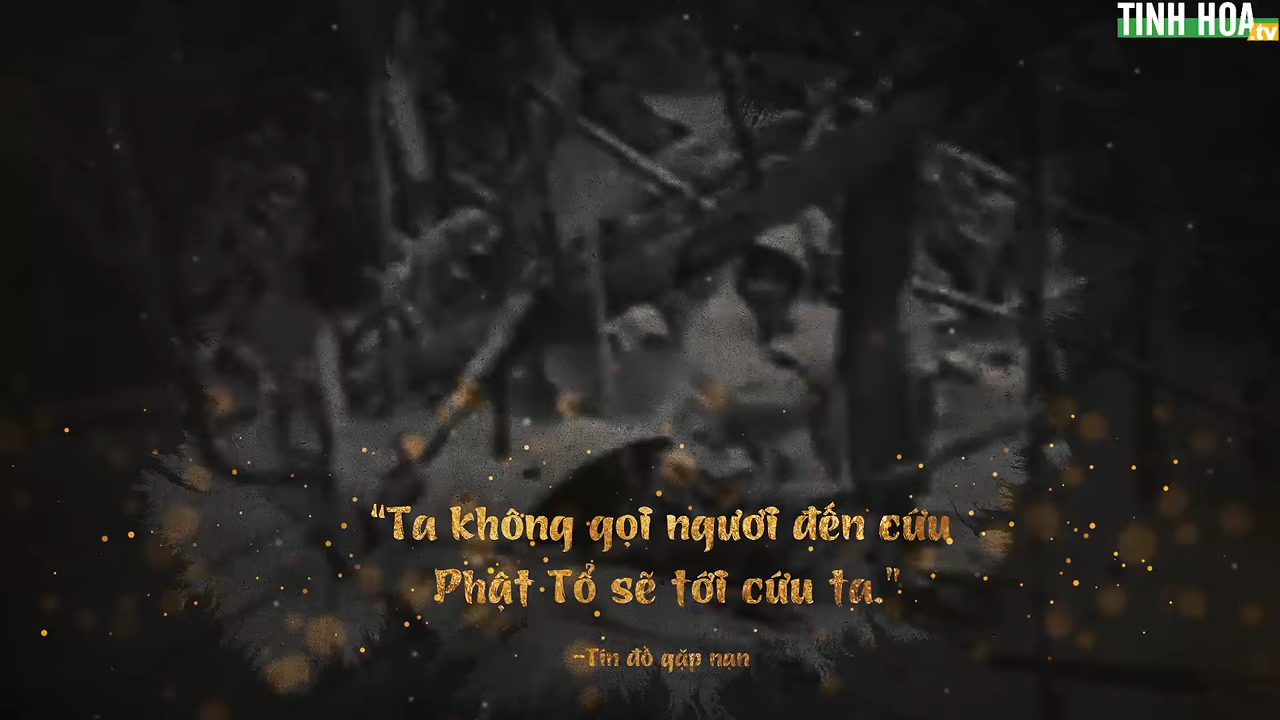 TINH HOA
.tv
“Ta không gọi ngươi đến cứu
Phật Tổ sẽ tới cứu ta."
-Tín đồ gặp nạn